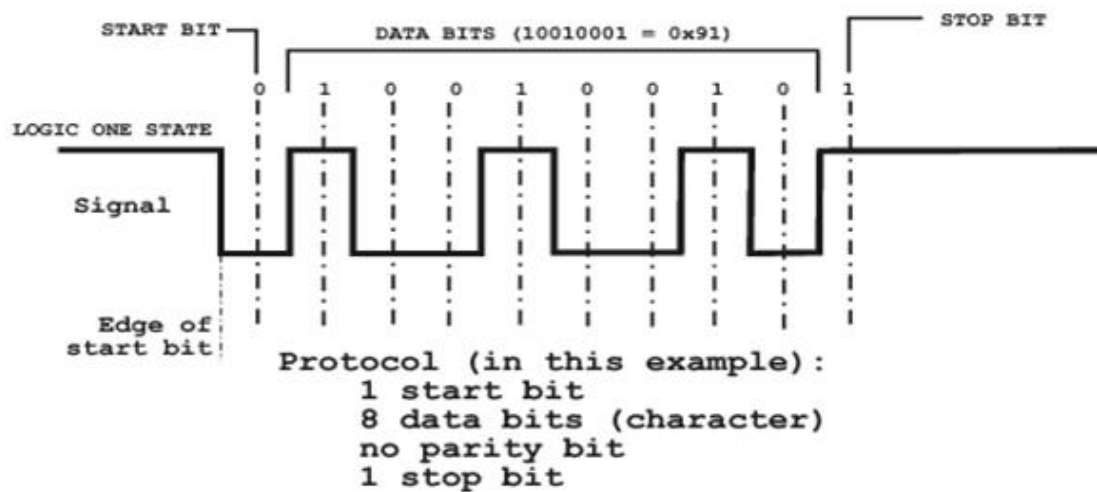 START BIT
DATA BITS (10010001 = 0x91)
STOP BIT
0 1 0 0 1 0 0 1 0 1
LOGIC ONE STATE
Signal
Edge of
start bit
Protocol (in this example):
1 start bit
8 data bits (character)
no parity bit
1 stop bit